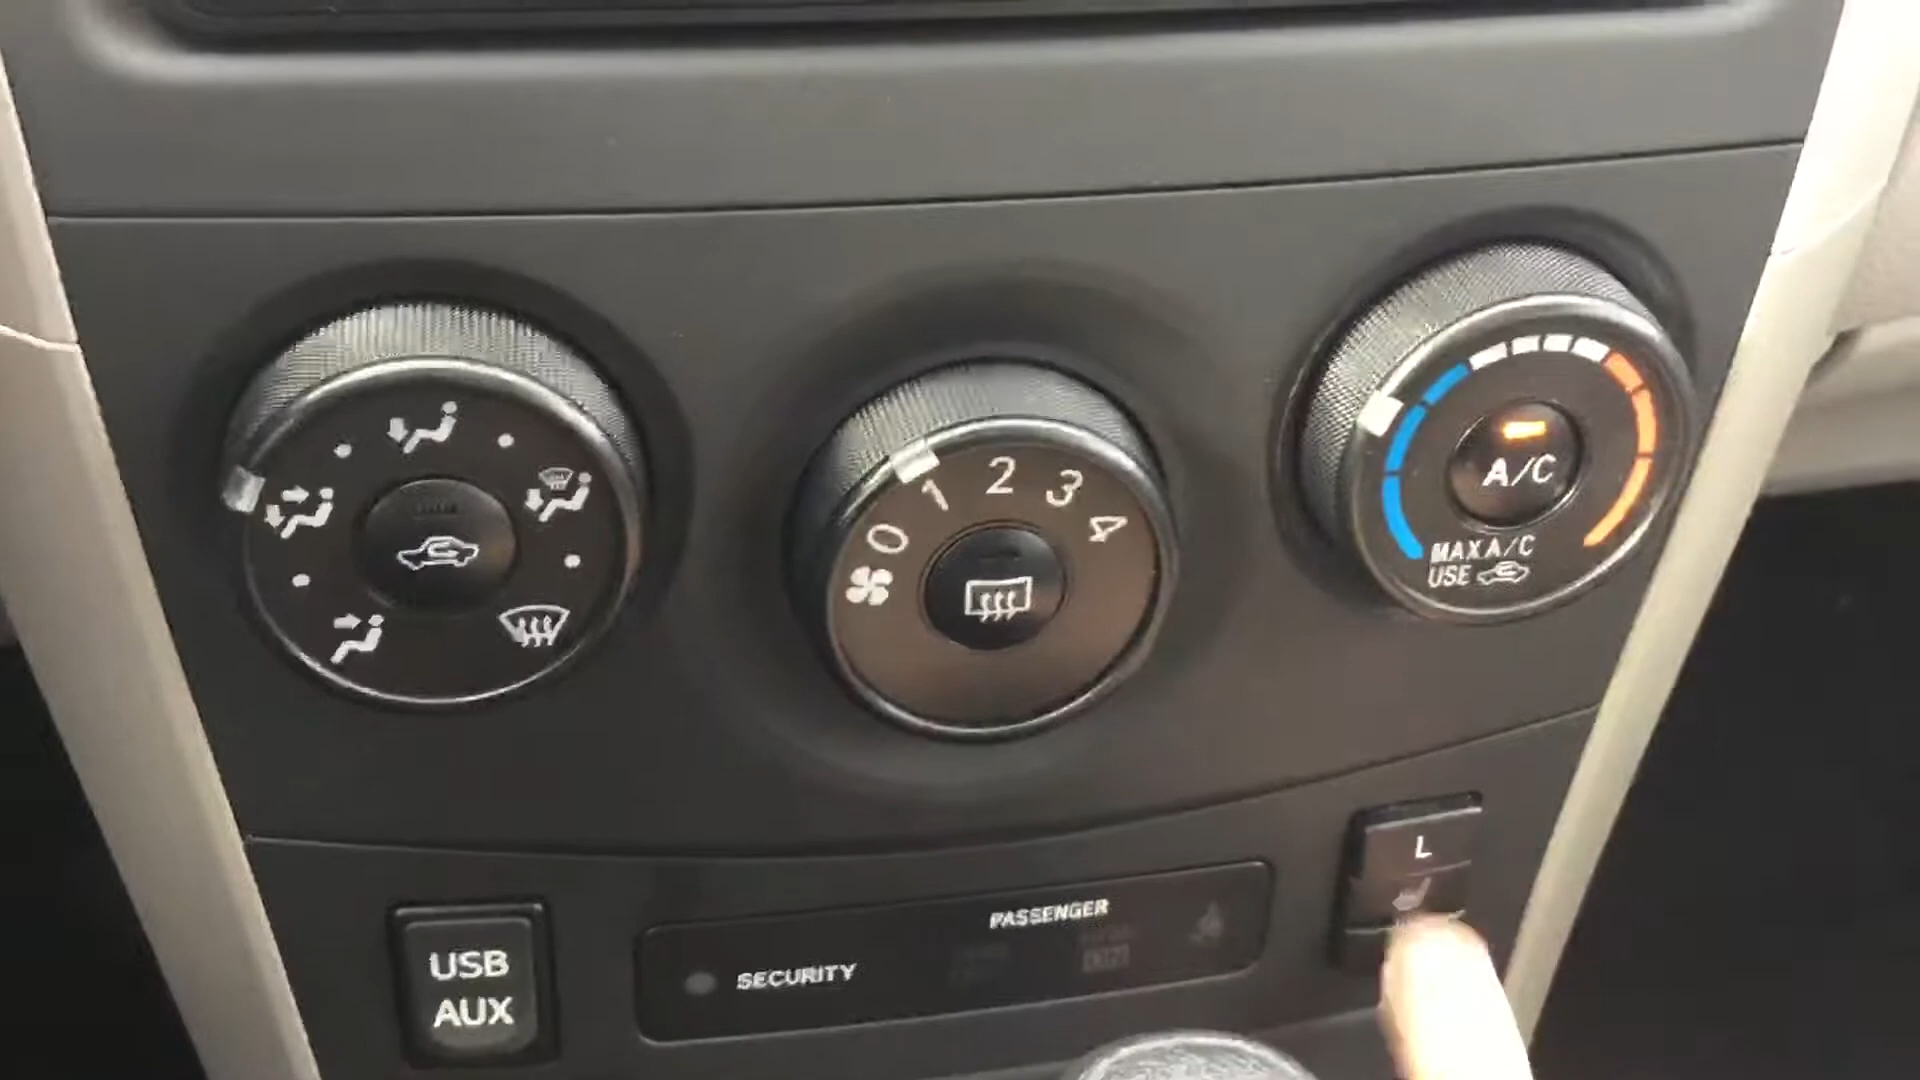 0 1 2 3 4
A/C
MAX A/C
USE
L
PASSENGER
SECURITY
USB
AUX